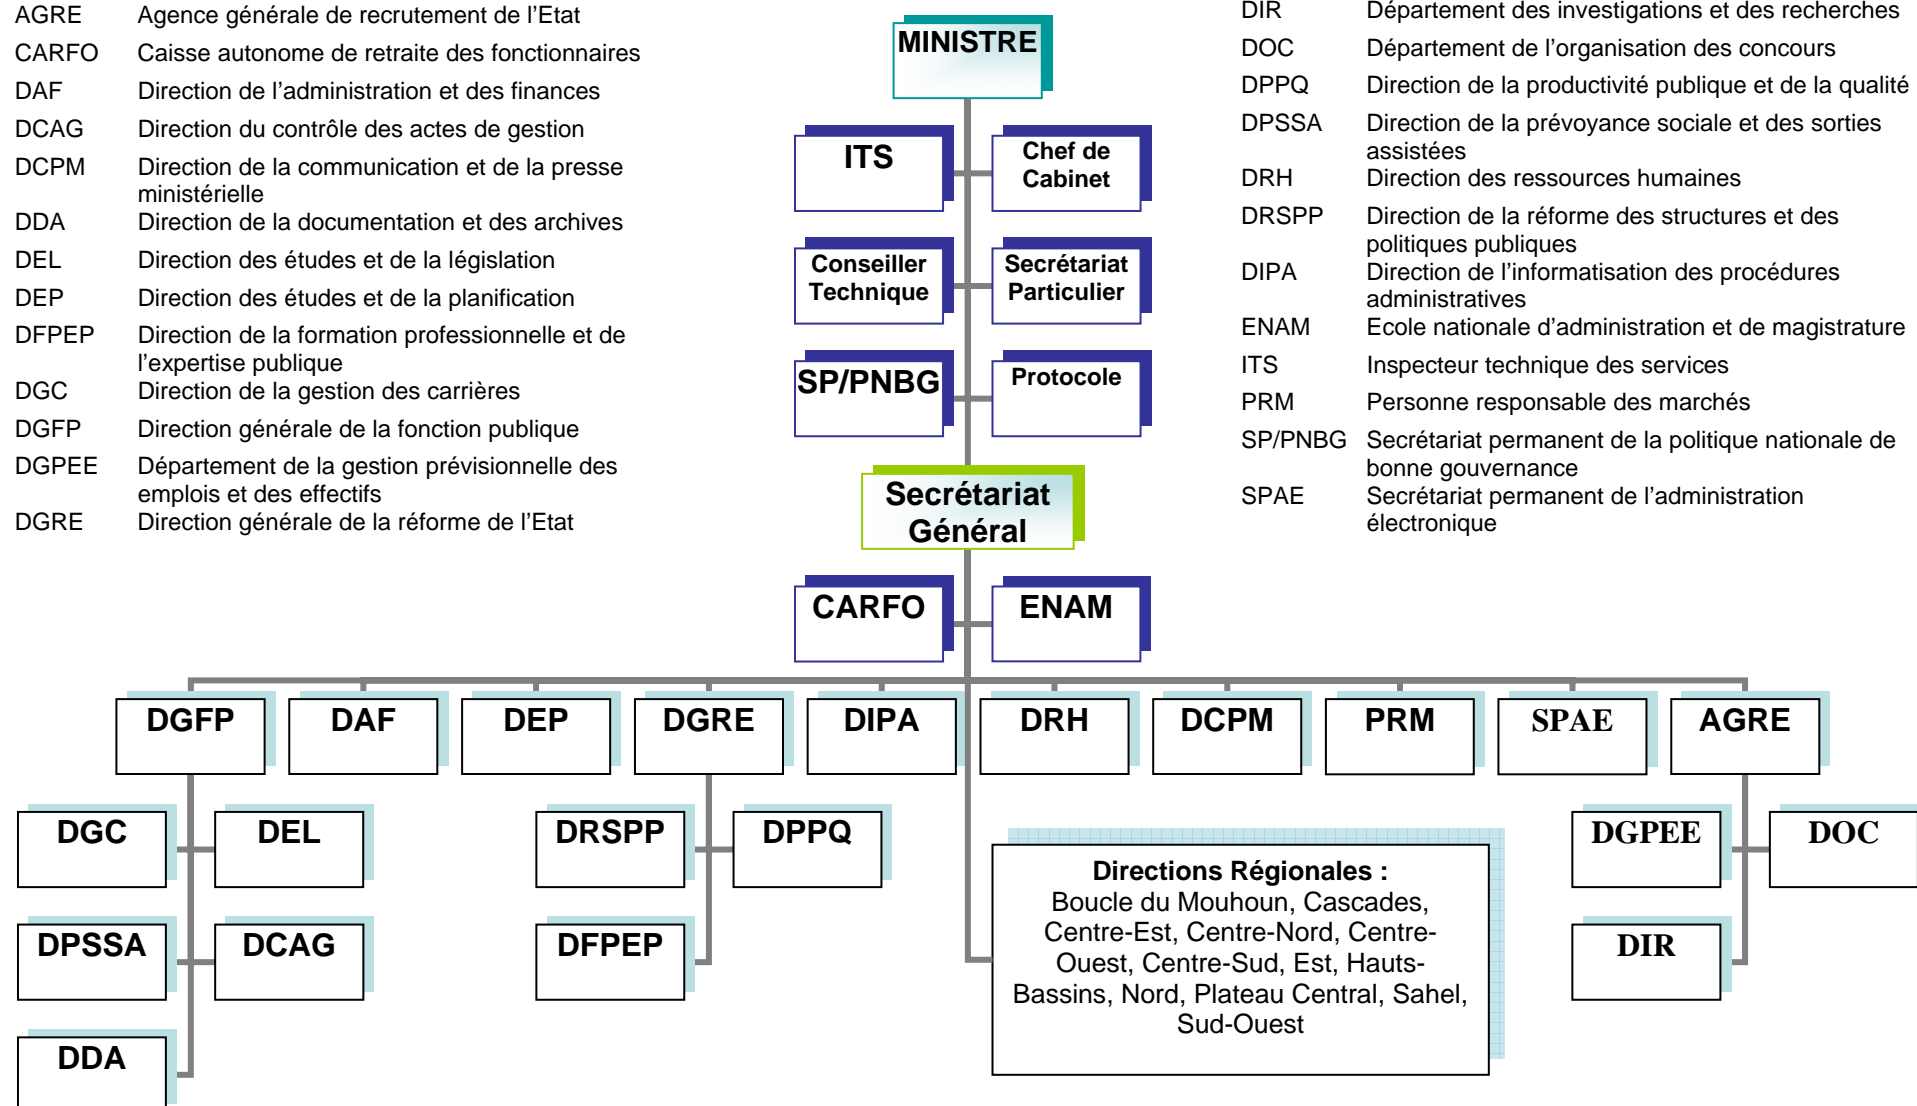 AGRE Agence générale de recrutement de l’Etat
CARFO Caisse autonome de retraite des fonctionnaires
DAF Direction de l’administration et des finances
DCAG Direction du contrôle des actes de gestion
DCPM Direction de la communication et de la presse
ministérielle
DDA Direction de la documentation et des archives
DEL Direction des études et de la législation
DEP Direction des études et de la planification
DFPEP Direction de la formation professionnelle et de
l’expertise publique
DGC Direction de la gestion des carrières
DGFP Direction générale de la fonction publique
DGPEE Département de la gestion prévisionnelle des
emplois et des effectifs
DGRE Direction générale de la réforme de l’Etat
DIR Département des investigations et des recherches
DOC Département de l’organisation des concours
DPPQ Direction de la productivité publique et de la qualité
DPSSA Direction de la prévoyance sociale et des sorties
assistées
DRH Direction des ressources humaines
DRSPP Direction de la réforme des structures et des
politiques publiques
DIPA Direction de l’informatisation des procédures
administratives
ENAM Ecole nationale d’administration et de magistrature
ITS Inspecteur technique des services
PRM Personne responsable des marchés
SP/PNBG Secrétariat permanent de la politique nationale de
bonne gouvernance
SPAE Secrétariat permanent de l’administration
électronique
MINISTRE
ITS
Chef de
Cabinet
Conseiller
Technique
Secrétariat
Particulier
SP/PNBG
Protocole
Secrétariat
Général
CARFO
ENAM
DGFP
DAF
DEP
DGRE
DIPA
DRH
DCPM
PRM
SPAE
AGRE
DGC
DEL
DRSPP
DPPQ
DGPEE
DOC
DPSSA
DCAG
DFPEP
DIR
DDA
Directions Régionales :
Boucle du Mouhoun, Cascades,
Centre-Est, Centre-Nord, Centre-
Ouest, Centre-Sud, Est, Hauts-
Bassins, Nord, Plateau Central, Sahel,
Sud-Ouest